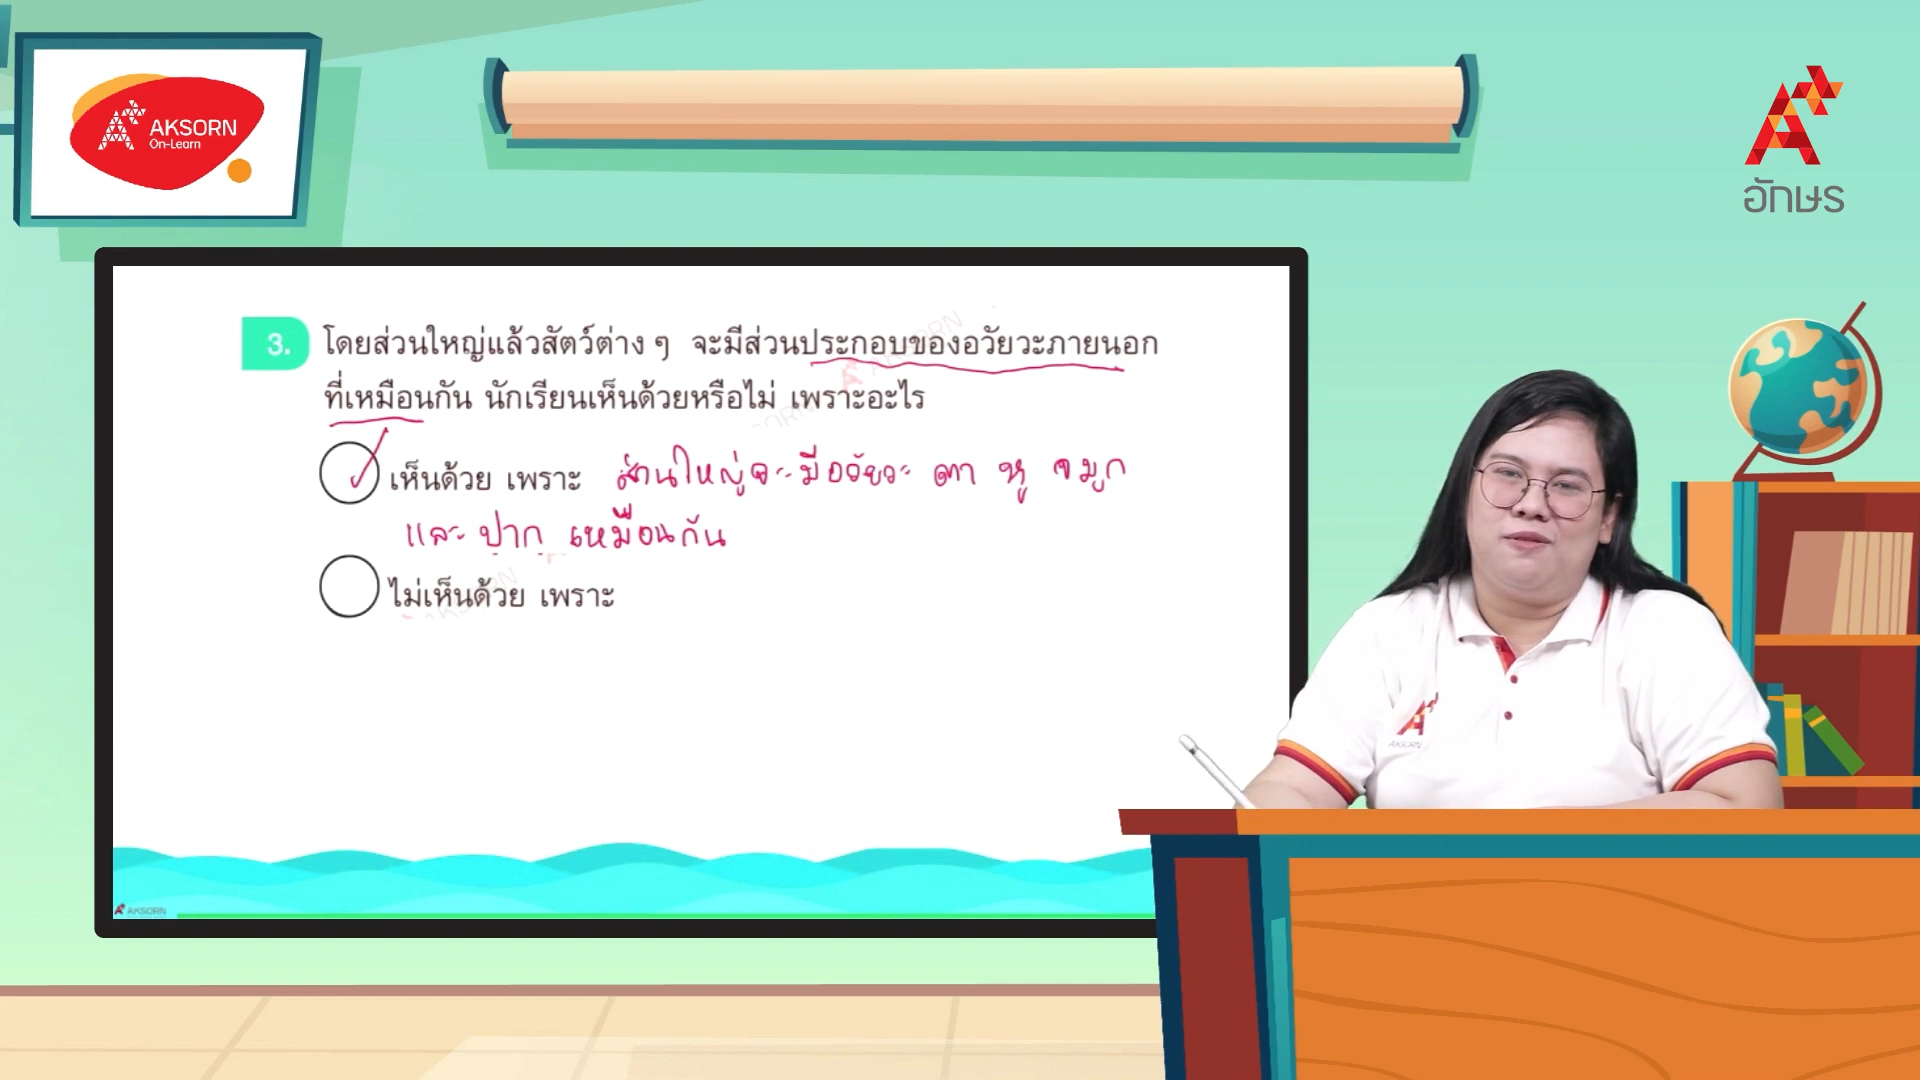 AKSORN
On-Learn
อักษร
3. โดยส่วนใหญ่แล้วสัตว์ต่าง ๆ จะมีส่วนประกอบของอวัยวะภายนอก
ที่เหมือนกัน นักเรียนเห็นด้วยหรือไม่ เพราะอะไร
เห็นด้วย เพราะ ส่วนใหญ่จะมีอวัยวะ ตา หู จมูก
และ ปาก เหมือนกัน
ไม่เห็นด้วย เพราะ
AKSORN
AKSORN